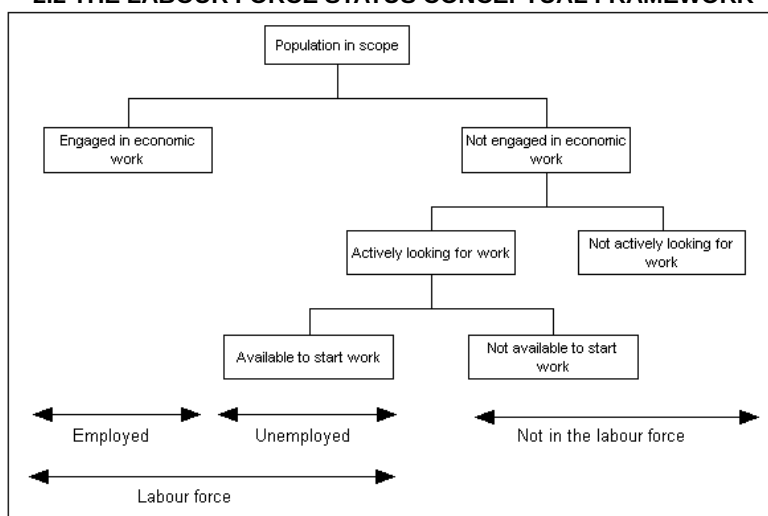 2.2 THE LABOUR FORCE STATUS CONCEPTUAL FRAMEWORK
Population in scope
Engaged in economic
work
Not engaged in economic
work
Actively looking for work
Not actively looking for
work
Available to start work
Not available to start
work
Employed
Unemployed
Not in the labour force
Labour force